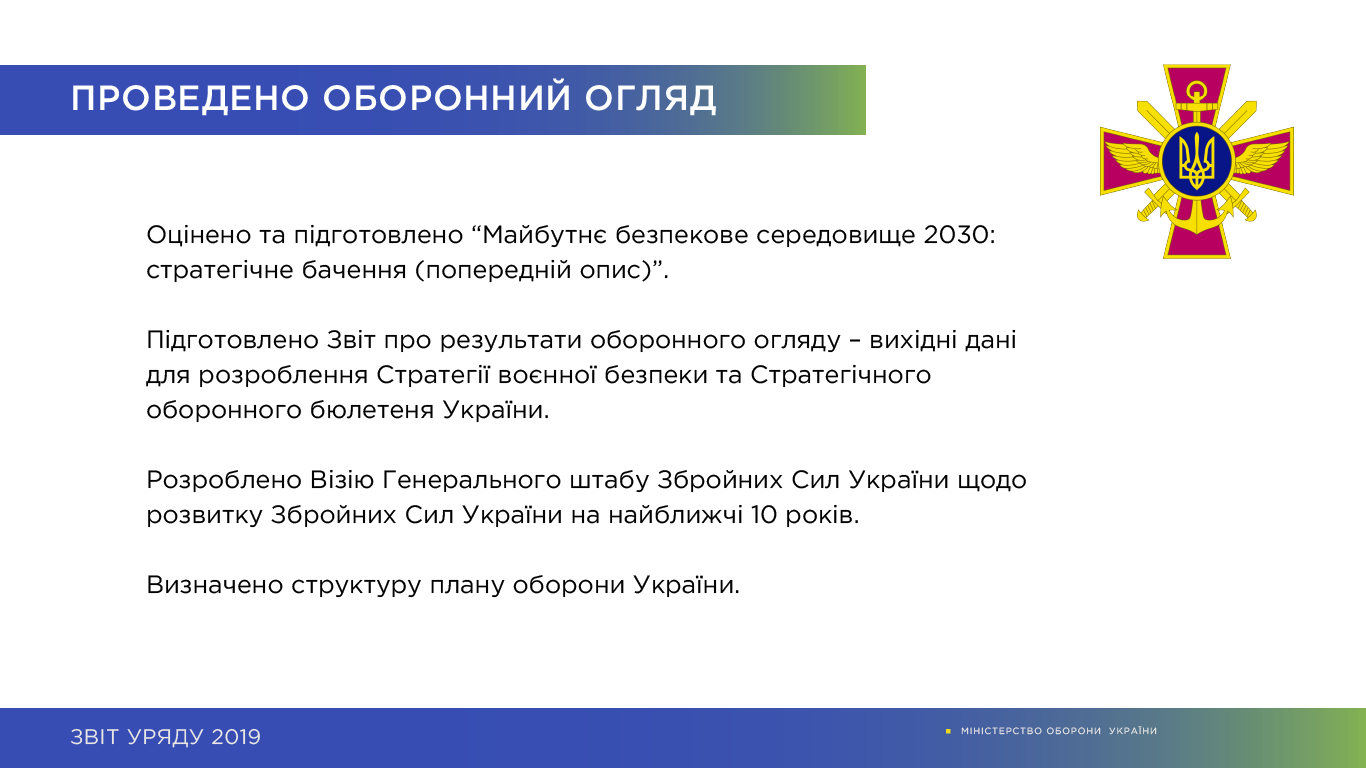 ПРОВЕДЕНО ОБОРОННИЙ ОГЛЯД
Оцінено та підготовлено “Майбутнє безпекове середовище 2030:
стратегічне бачення (попередній опис)”.
Підготовлено Звіт про результати оборонного огляду – вихідні дані
для розроблення Стратегії воєнної безпеки та Стратегічного
оборонного бюлетеня України.
Розроблено Візію Генерального штабу Збройних Сил України щодо
розвитку Збройних Сил України на найближчі 10 років.
Визначено структуру плану оборони України.
ЗВІТ УРЯДУ 2019
МІНІСТЕРСТВО ОБОРОНИ УКРАЇНИ